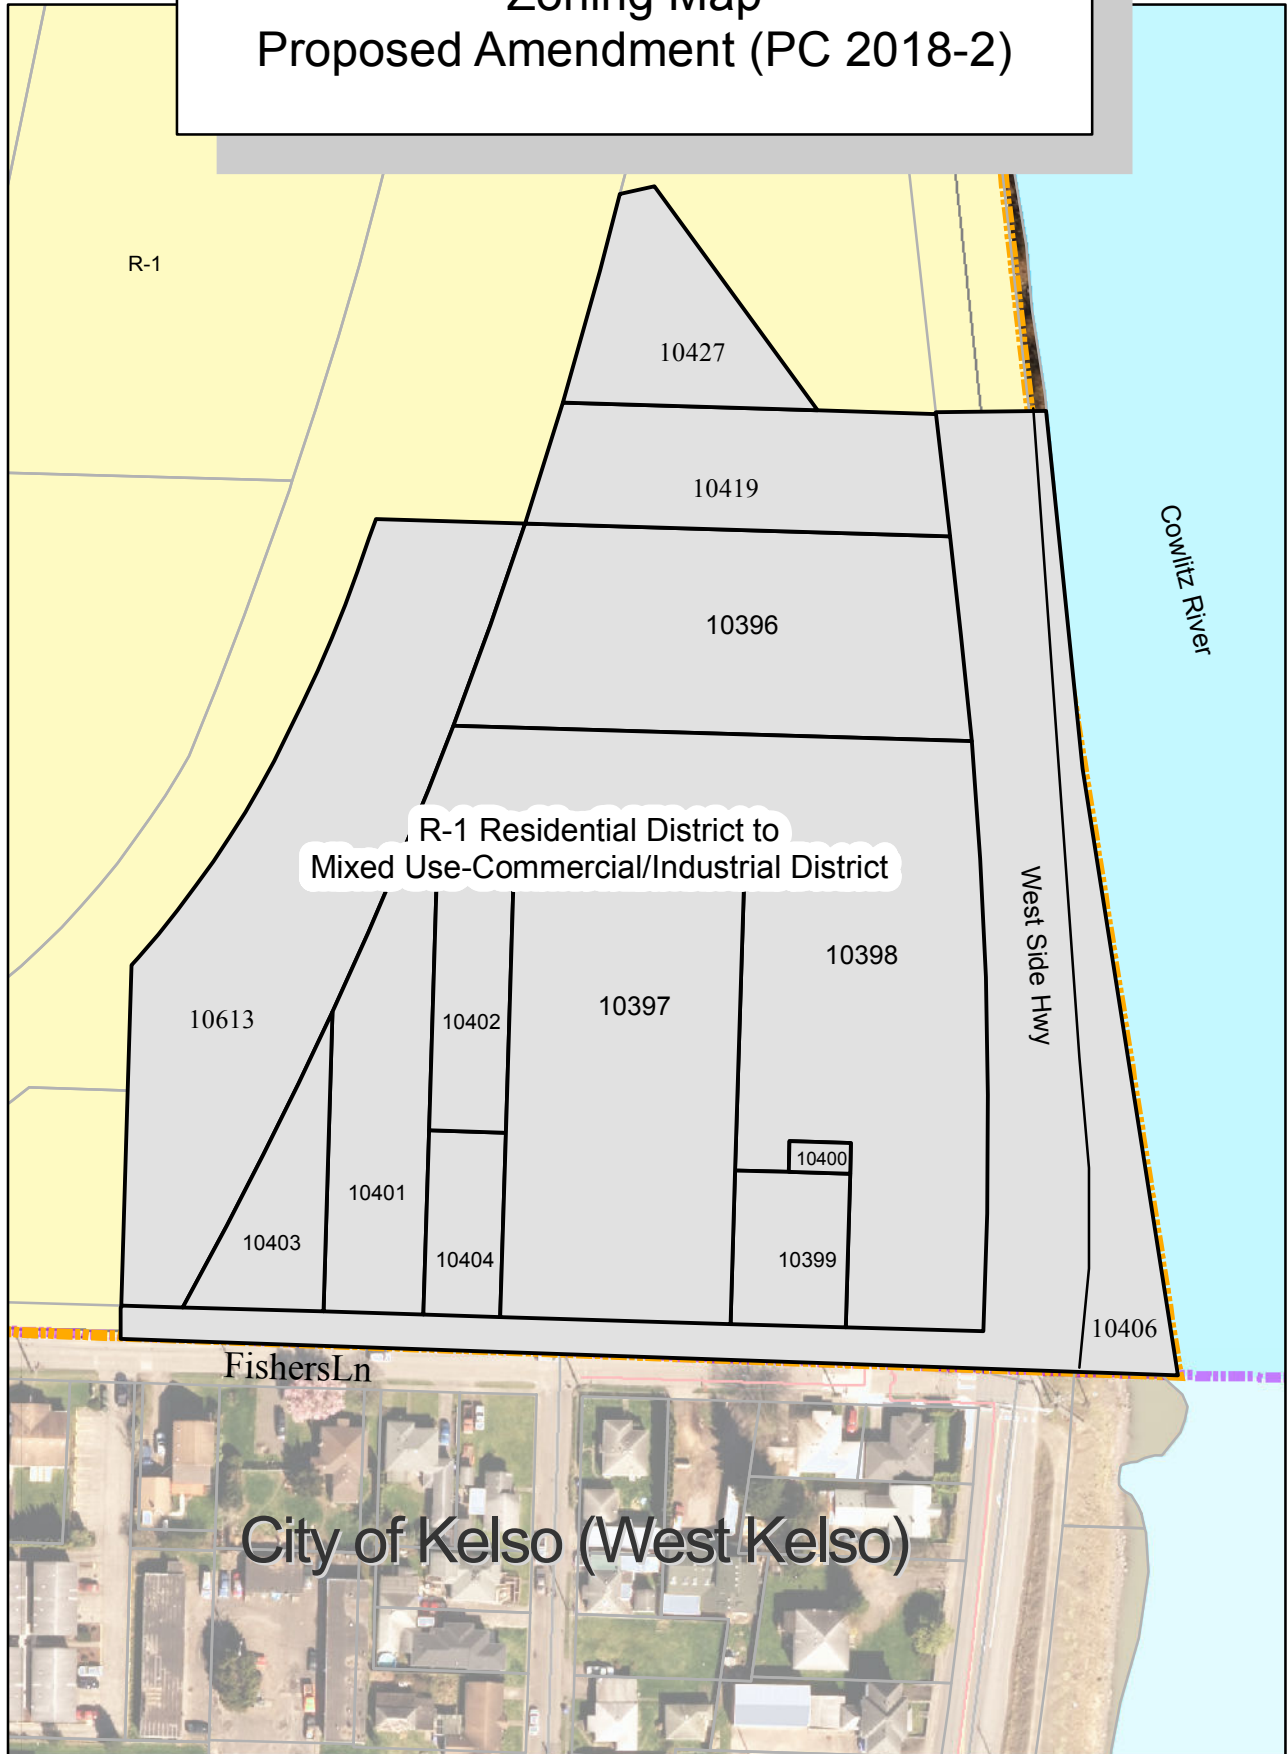 Zoning Map
Proposed Amendment (PC 2018-2)
R-1
10427
10419
Cowlitz River
10396
R-1 Residential District to
Mixed Use-Commercial/Industrial District
West Side Hwy
10398
10397
10613
10402
10400
10401
10403
10404
10399
10406
FishersLn
City of Kelso (West Kelso)